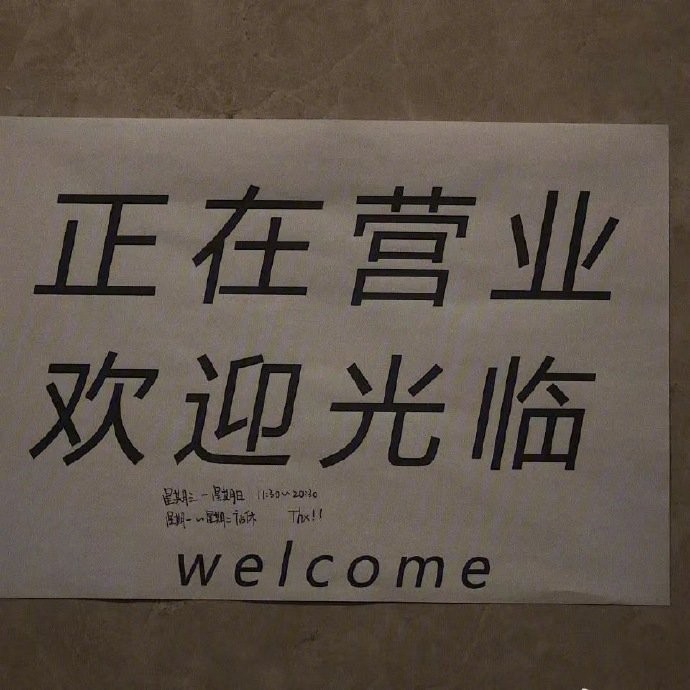 正在营业
欢迎光临
星期三一星期日 11:30~20:30
星期一~星期二 店休 Thx!!
welcome